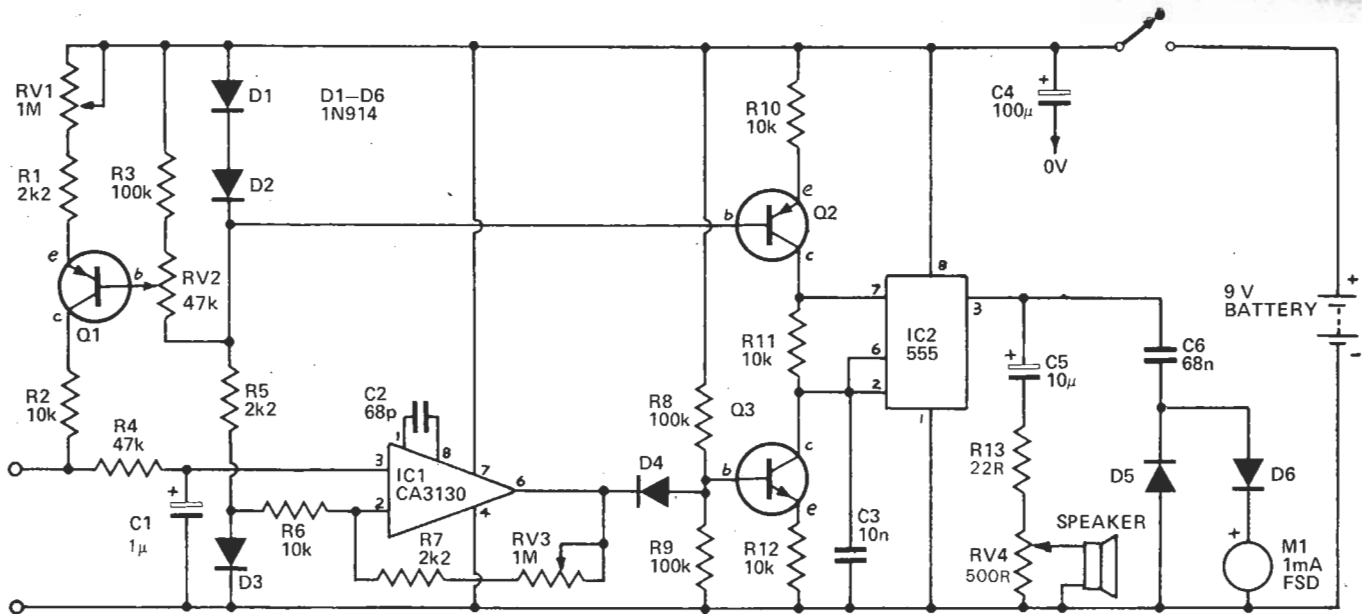 RV1
1M
R1
2k2
R3
100k
D1
D2
D1–D6
1N914
R10
10k
C4
100μ
+
0V
e
b
c
Q1
RV2
47k
e
b
c
Q2
R2
10k
R4
47k
R5
2k2
C2
68p
1
8
3
2
IC1
CA3130
7
4
6
+
C1
1μ
D3
R6
10k
R7
2k2
RV3
1M
D4
R8
100k
R9
100k
Q3
b
c
e
R11
10k
R12
10k
7
6
2
8
3
1
IC2
555
C3
10n
+
C5
10μ
R13
22R
RV4
500R
SPEAKER
C6
68n
D5
D6
+
M1
1mA
FSD
9 V
BATTERY
+
-